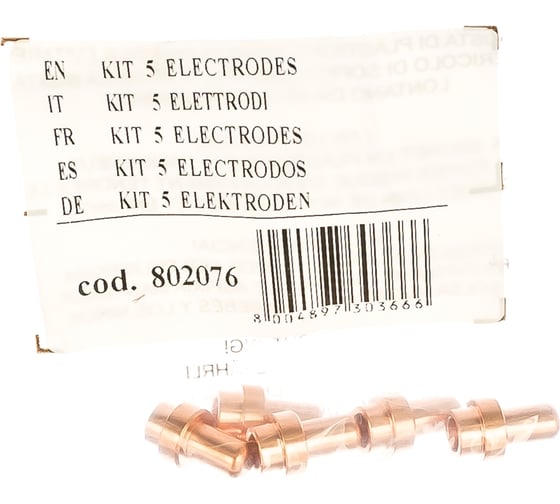 EN KIT 5 ELECTRODES
IT KIT 5 ELETTRODI
FR KIT 5 ELECTRODES
ES KIT 5 ELECTRODOS
DE KIT 5 ELEKTRODEN
cod. 802076
8 004897 303666